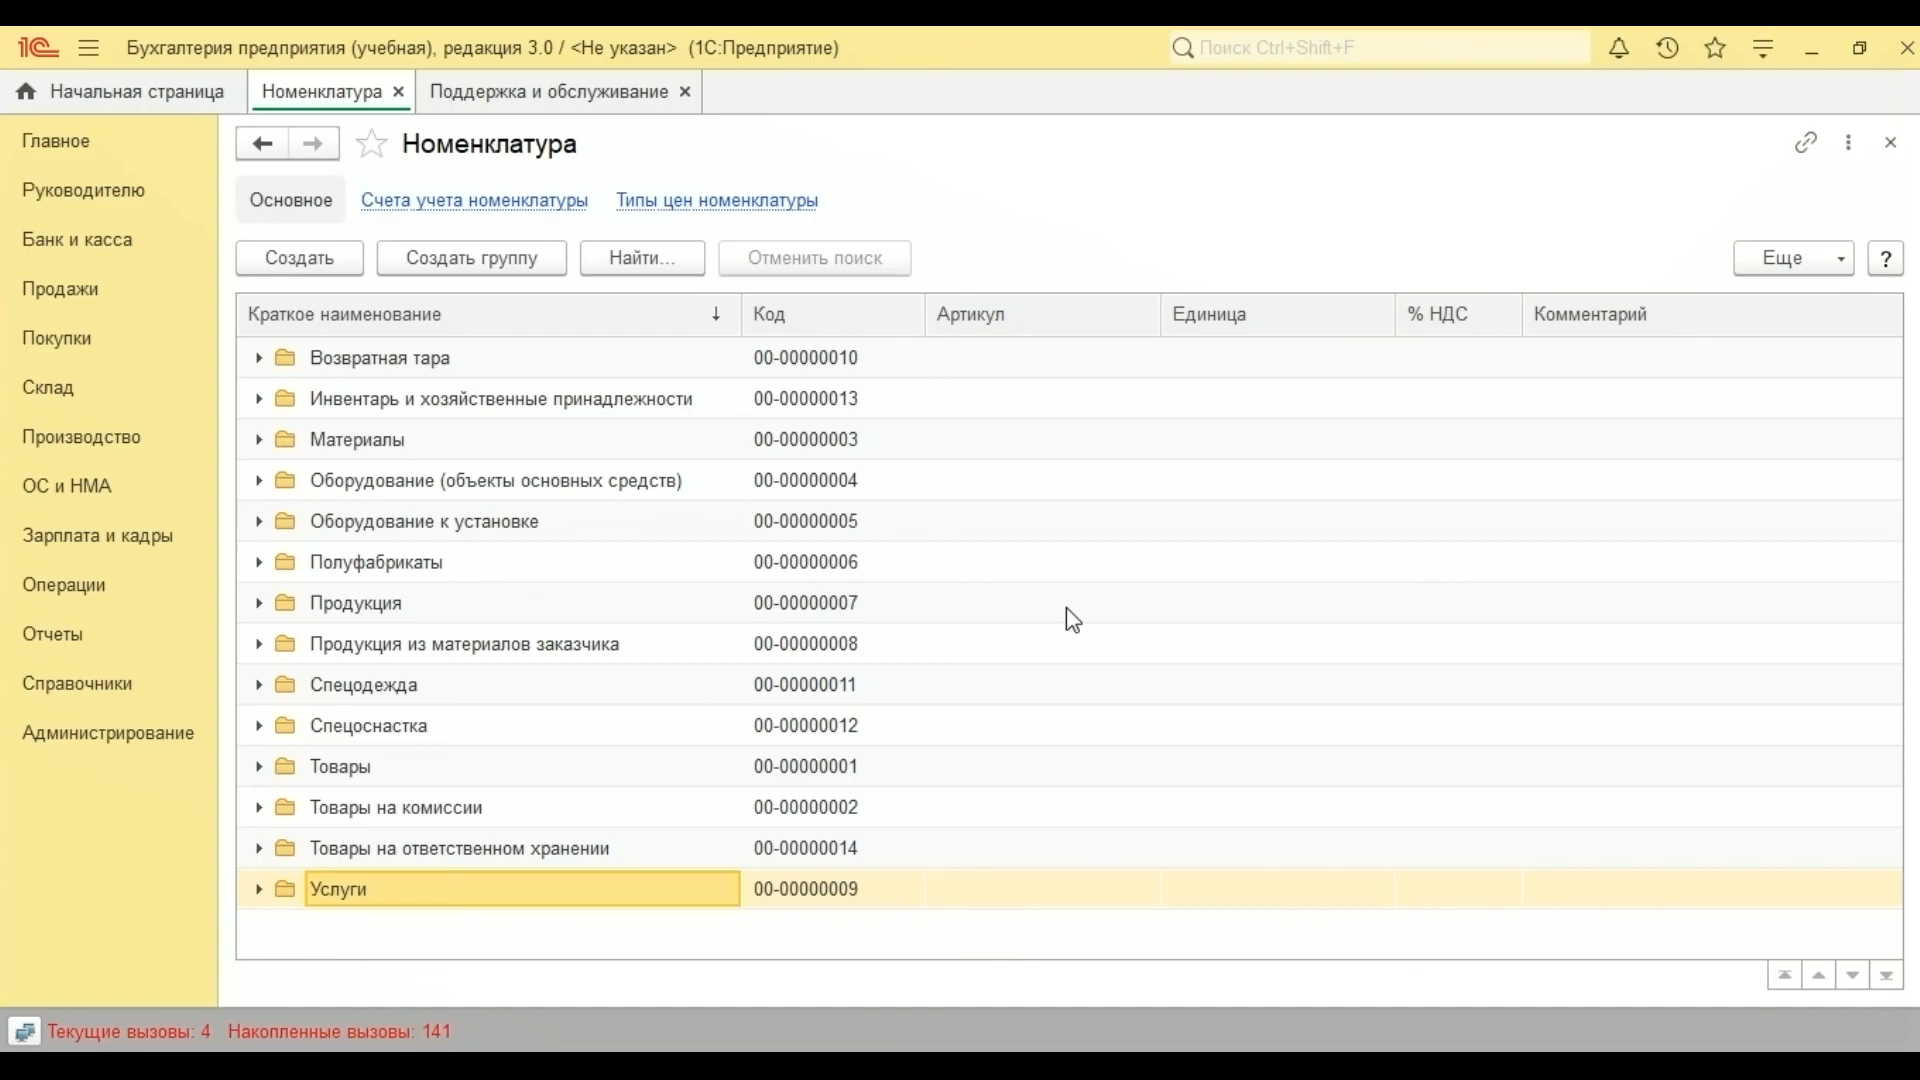 1С Бухгалтерия предприятия (учебная), редакция 3.0 / <Не указан> (1С:Предприятие) Поиск Ctrl+Shift+F
Начальная страница Номенклатура Поддержка и обслуживание
Главное
Руководителю
Банк и касса
Продажи
Покупки
Склад
Производство
ОС и НМА
Зарплата и кадры
Операции
Отчеты
Справочники
Администрирование
Номенклатура
Основное Счета учета номенклатуры Типы цен номенклатуры
Создать Создать группу Найти... Отменить поиск Еще ?
Краткое наименование ↓ Код Артикул Единица % НДС Комментарий
Возвратная тара 00-00000010
Инвентарь и хозяйственные принадлежности 00-00000013
Материалы 00-00000003
Оборудование (объекты основных средств) 00-00000004
Оборудование к установке 00-00000005
Полуфабрикаты 00-00000006
Продукция 00-00000007
Продукция из материалов заказчика 00-00000008
Спецодежда 00-00000011
Спецоснастка 00-00000012
Товары 00-00000001
Товары на комиссии 00-00000002
Товары на ответственном хранении 00-00000014
Услуги 00-00000009
Текущие вызовы: 4 Накопленные вызовы: 141